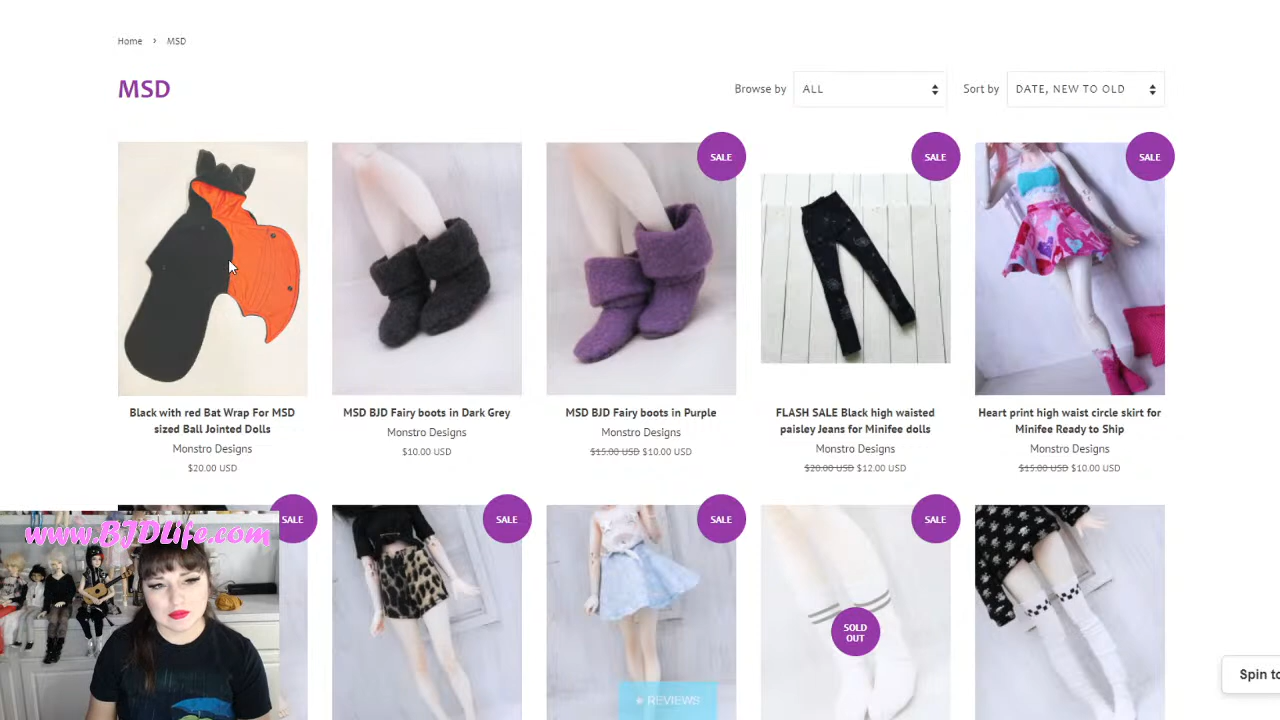 Home › MSD
MSD
Browse by
ALL
Sort by
DATE, NEW TO OLD
SALE
SALE
SALE
Black with red Bat Wrap For MSD
sized Ball Jointed Dolls
Monstro Designs
$20.00 USD
MSD BJD Fairy boots in Dark Grey
Monstro Designs
$10.00 USD
MSD BJD Fairy boots in Purple
Monstro Designs
$15.00 USD $10.00 USD
FLASH SALE Black high waisted
paisley Jeans for Minifee dolls
Monstro Designs
$20.00 USD $12.00 USD
Heart print high waist circle skirt for
Minifee Ready to Ship
Monstro Designs
$15.00 USD $10.00 USD
SALE
SALE
SALE
SALE
www.BJDLife.com
SOLD
OUT
Spin to
REVIEWS